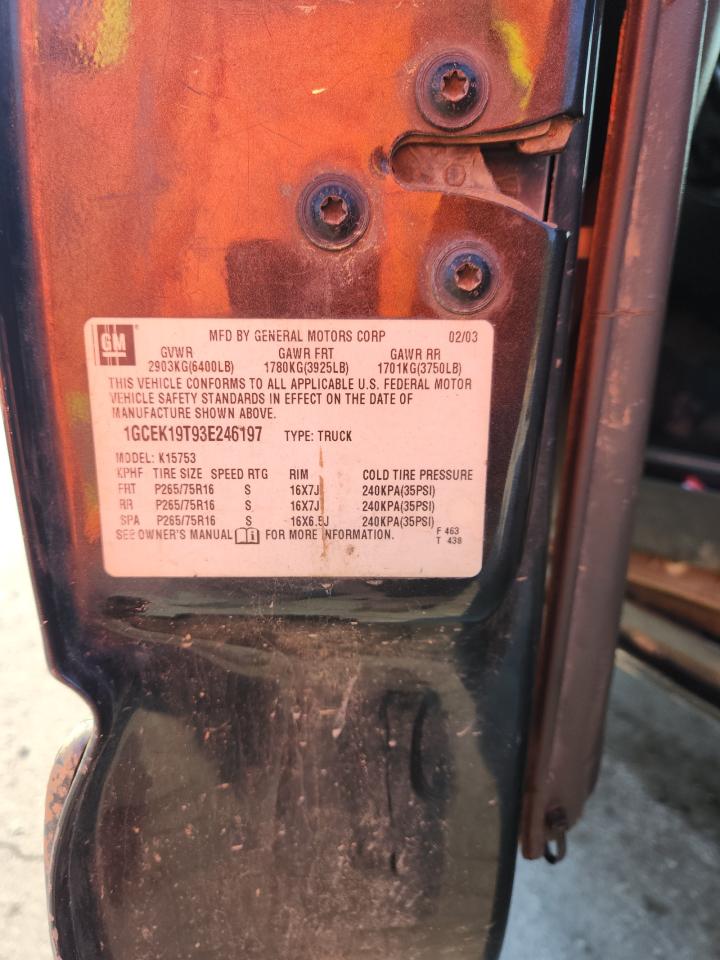 GM
MFD BY GENERAL MOTORS CORP 02/03
GVWR GAWR FRT GAWR RR
2903KG(6400LB) 1780KG(3925LB) 1701KG(3750LB)
THIS VEHICLE CONFORMS TO ALL APPLICABLE U.S. FEDERAL MOTOR
VEHICLE SAFETY STANDARDS IN EFFECT ON THE DATE OF
MANUFACTURE SHOWN ABOVE.
1GCEK19T93E246197 TYPE: TRUCK
MODEL: K15753
KPHF TIRE SIZE SPEED RTG RIM COLD TIRE PRESSURE
FRT P265/75R16 S 16X7J 240KPA(35PSI)
RR P265/75R16 S 16X7J 240KPA(35PSI)
SPA P265/75R16 S 16X6.5J 240KPA(35PSI)
SEE OWNER'S MANUAL FOR MORE INFORMATION.
F 463
T 438